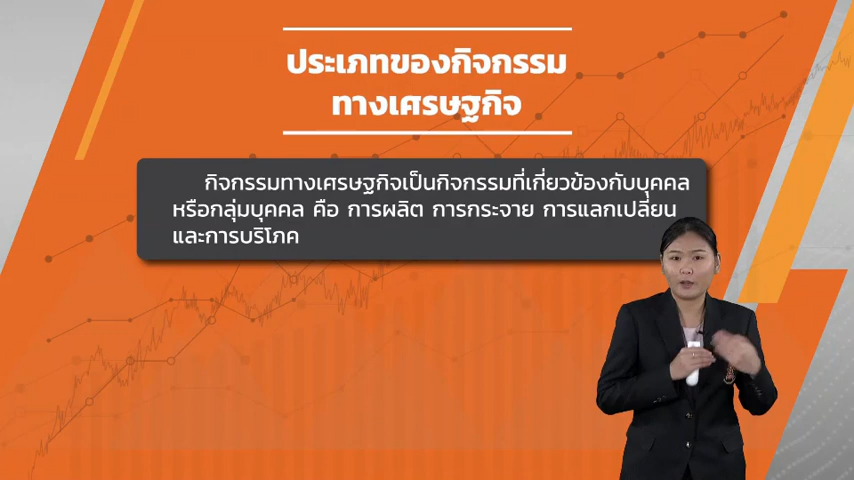 ประเภทของกิจกรรม
ทางเศรษฐกิจ
กิจกรรมทางเศรษฐกิจเป็นกิจกรรมที่เกี่ยวข้องกับบุคคล
หรือกลุ่มบุคคล คือ การผลิต การกระจาย การแลกเปลี่ยน
และการบริโภค